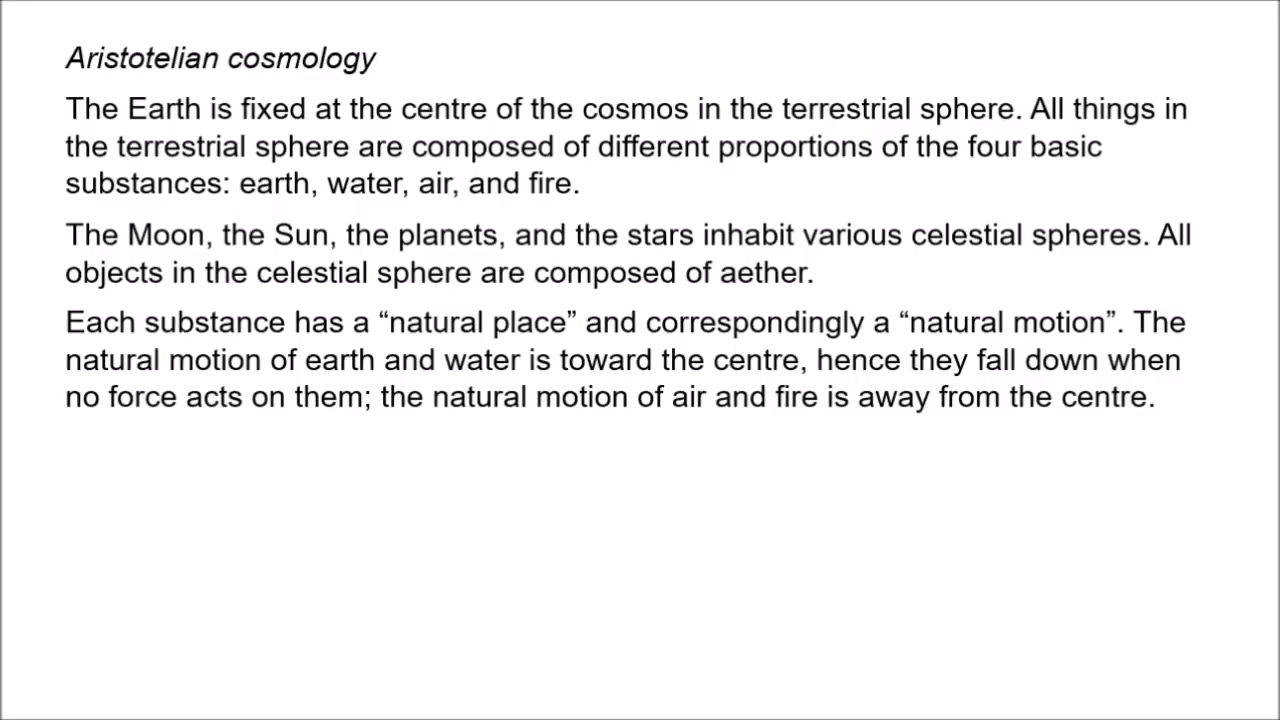 Aristotelian cosmology
The Earth is fixed at the centre of the cosmos in the terrestrial sphere. All things in
the terrestrial sphere are composed of different proportions of the four basic
substances: earth, water, air, and fire.
The Moon, the Sun, the planets, and the stars inhabit various celestial spheres. All
objects in the celestial sphere are composed of aether.
Each substance has a “natural place” and correspondingly a “natural motion”. The
natural motion of earth and water is toward the centre, hence they fall down when
no force acts on them; the natural motion of air and fire is away from the centre.